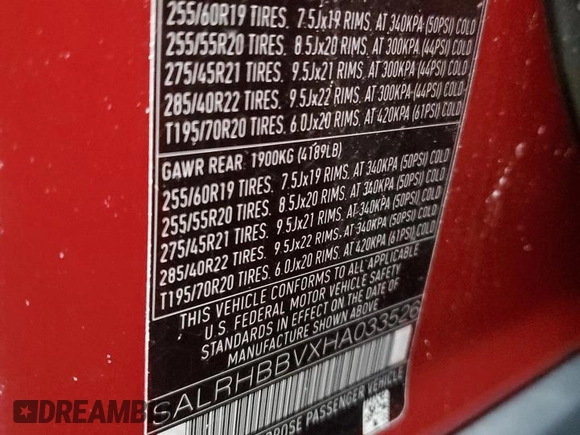 255/60R19 TIRES. 7.5Jx19 RIMS. AT 340KPA (50PSI) COLD
255/55R20 TIRES. 8.5Jx20 RIMS. AT 300KPA (44PSI) COLD
275/45R21 TIRES. 9.5Jx21 RIMS. AT 300KPA (44PSI) COLD
285/40R22 TIRES. 9.5Jx22 RIMS. AT 300KPA (44PSI) COLD
T195/70R20 TIRES. 6.0Jx20 RIMS. AT 420KPA (61PSI) COLD
GAWR REAR 1900KG (4189LB)
255/60R19 TIRES. 7.5Jx19 RIMS. AT 340KPA (50PSI) COLD
255/55R20 TIRES. 8.5Jx20 RIMS. AT 340KPA (50PSI) COLD
275/45R21 TIRES. 9.5Jx21 RIMS. AT 340KPA (50PSI) COLD
285/40R22 TIRES. 9.5Jx22 RIMS. AT 340KPA (50PSI) COLD
T195/70R20 TIRES. 6.0Jx20 RIMS. AT 420KPA (61PSI) COLD
THIS VEHICLE CONFORMS TO ALL APPLICABLE
U.S. FEDERAL MOTOR VEHICLE SAFETY
STANDARDS IN EFFECT ON THE DATE OF
MANUFACTURE SHOWN ABOVE.
SALRHBBVXHA033526
PASSENGER VEHICLE